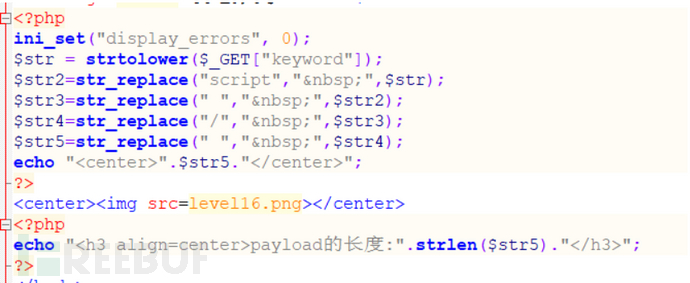 <?php
ini_set("display_errors", 0);
$str = strtolower($_GET["keyword"]);
$str2=str_replace("script","&nbsp;",$str);
$str3=str_replace(" ","&nbsp;",$str2);
$str4=str_replace("/","&nbsp;",$str3);
$str5=str_replace("	","&nbsp;",$str4);
echo "<center>".$str5."</center>";
?>
<center><img src=level16.png></center>
<?php
echo "<h3 align=center>payload的长度:".strlen($str5)."</h3>";
?>
REEBUF